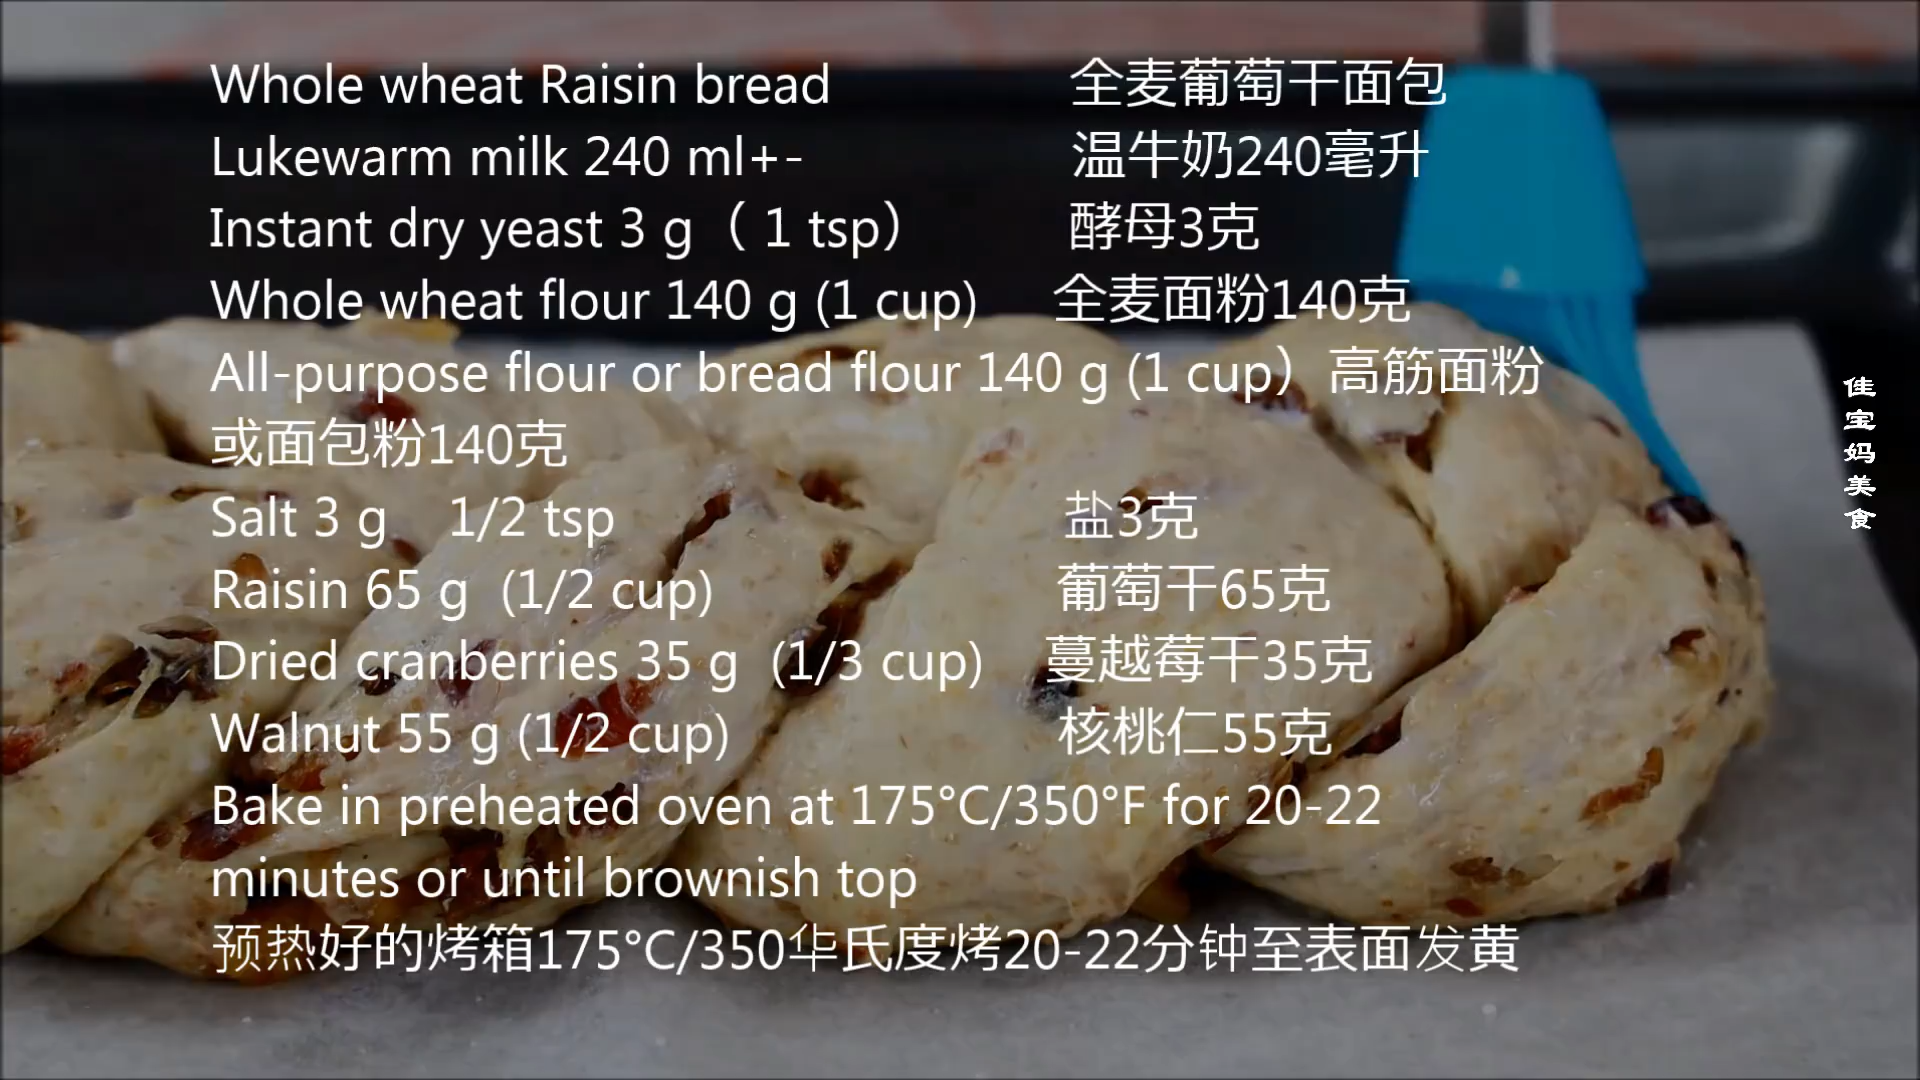 Whole wheat Raisin bread 全麦葡萄干面包
Lukewarm milk 240 ml+- 温牛奶240毫升
Instant dry yeast 3 g（ 1 tsp） 酵母3克
Whole wheat flour 140 g (1 cup) 全麦面粉140克
All-purpose flour or bread flour 140 g (1 cup）高筋面粉
或面包粉140克
Salt 3 g 1/2 tsp 盐3克
Raisin 65 g (1/2 cup) 葡萄干65克
Dried cranberries 35 g (1/3 cup) 蔓越莓干35克
Walnut 55 g (1/2 cup) 核桃仁55克
Bake in preheated oven at 175°C/350°F for 20-22
minutes or until brownish top
预热好的烤箱175°C/350华氏度烤20-22分钟至表面发黄
佳宝妈美食